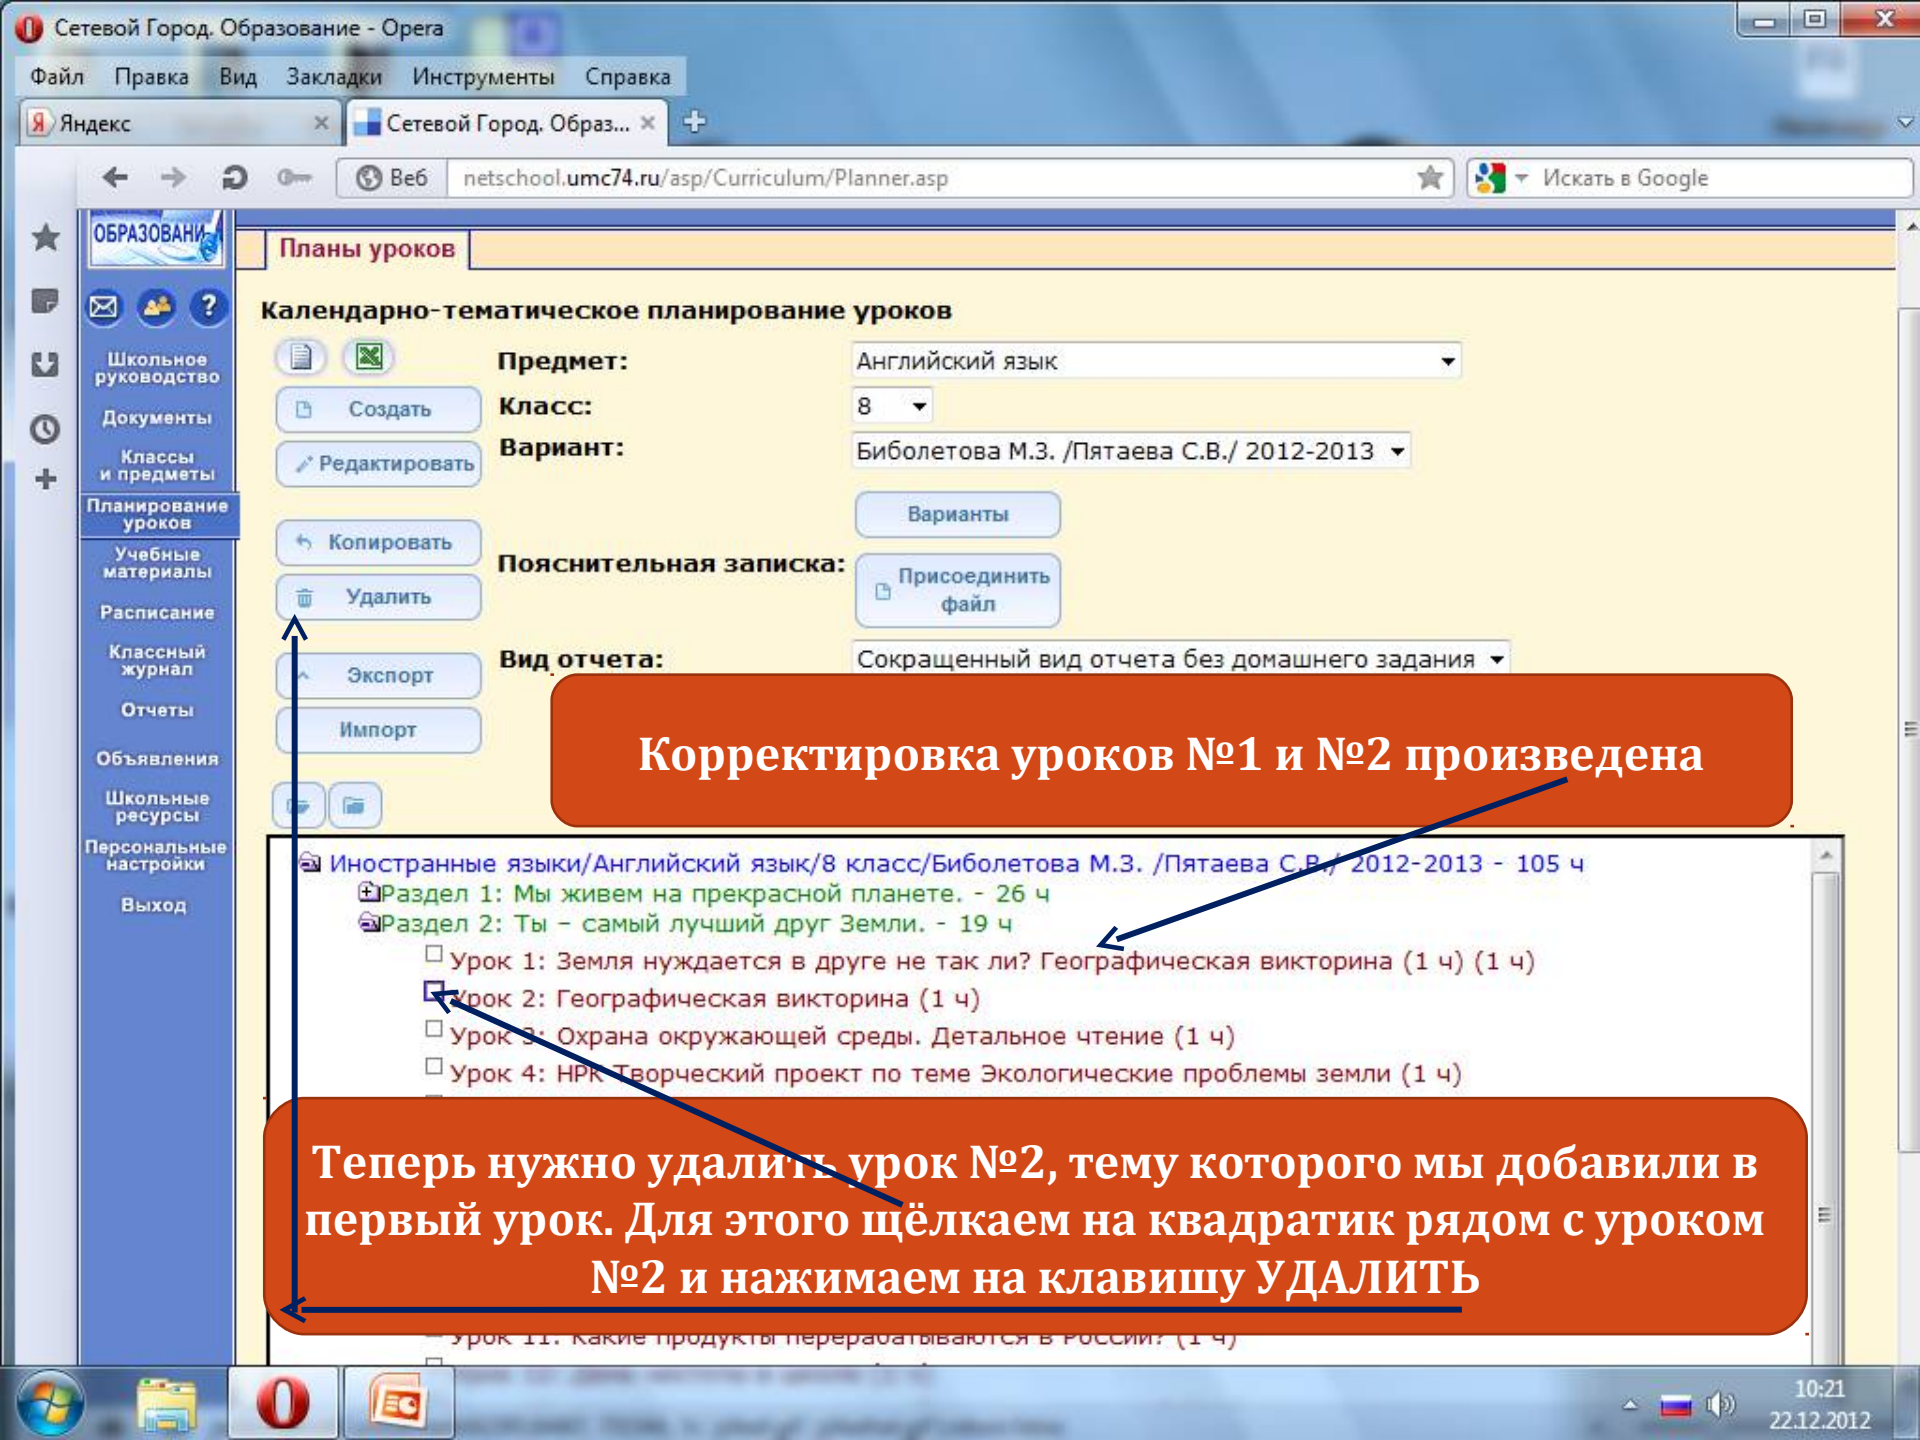 Сетевой Город. Образование - Opera
Файл Правка Вид Закладки Инструменты Справка
Яндекс
Сетевой Город. Образ...
Веб
netschool.umc74.ru/asp/Curriculum/Planner.asp
Искать в Google
Планы уроков
Календарно-тематическое планирование уроков
Предмет:
Английский язык
Создать
Класс:
8
Редактировать
Вариант:
Биболетова М.З. /Пятаева С.В./ 2012-2013
Варианты
Копировать
Пояснительная записка:
Присоединить
файл
Удалить
Вид отчета:
Сокращенный вид отчета без домашнего задания
Экспорт
Импорт
Школьное
руководство
Документы
Классы
и предметы
Планирование
уроков
Учебные
материалы
Расписание
Классный
журнал
Отчеты
Объявления
Школьные
ресурсы
Персональные
настройки
Выход
Корректировка уроков №1 и №2 произведена
Иностранные языки/Английский язык/8 класс/Биболетова М.З. /Пятаева С.В./ 2012-2013 - 105 ч
Раздел 1: Мы живем на прекрасной планете. - 26 ч
Раздел 2: Ты – самый лучший друг Земли. - 19 ч
Урок 1: Земля нуждается в друге не так ли? Географическая викторина (1 ч) (1 ч)
Урок 2: Географическая викторина (1 ч)
Урок 3: Охрана окружающей среды. Детальное чтение (1 ч)
Урок 4: НРК Творческий проект по теме Экологические проблемы земли (1 ч)
Теперь нужно удалить урок №2, тему которого мы добавили в
первый урок. Для этого щёлкаем на квадратик рядом с уроком
№2 и нажимаем на клавишу УДАЛИТЬ
Урок 11: Какие продукты перерабатываются в России? (1 ч)
10:21
22.12.2012